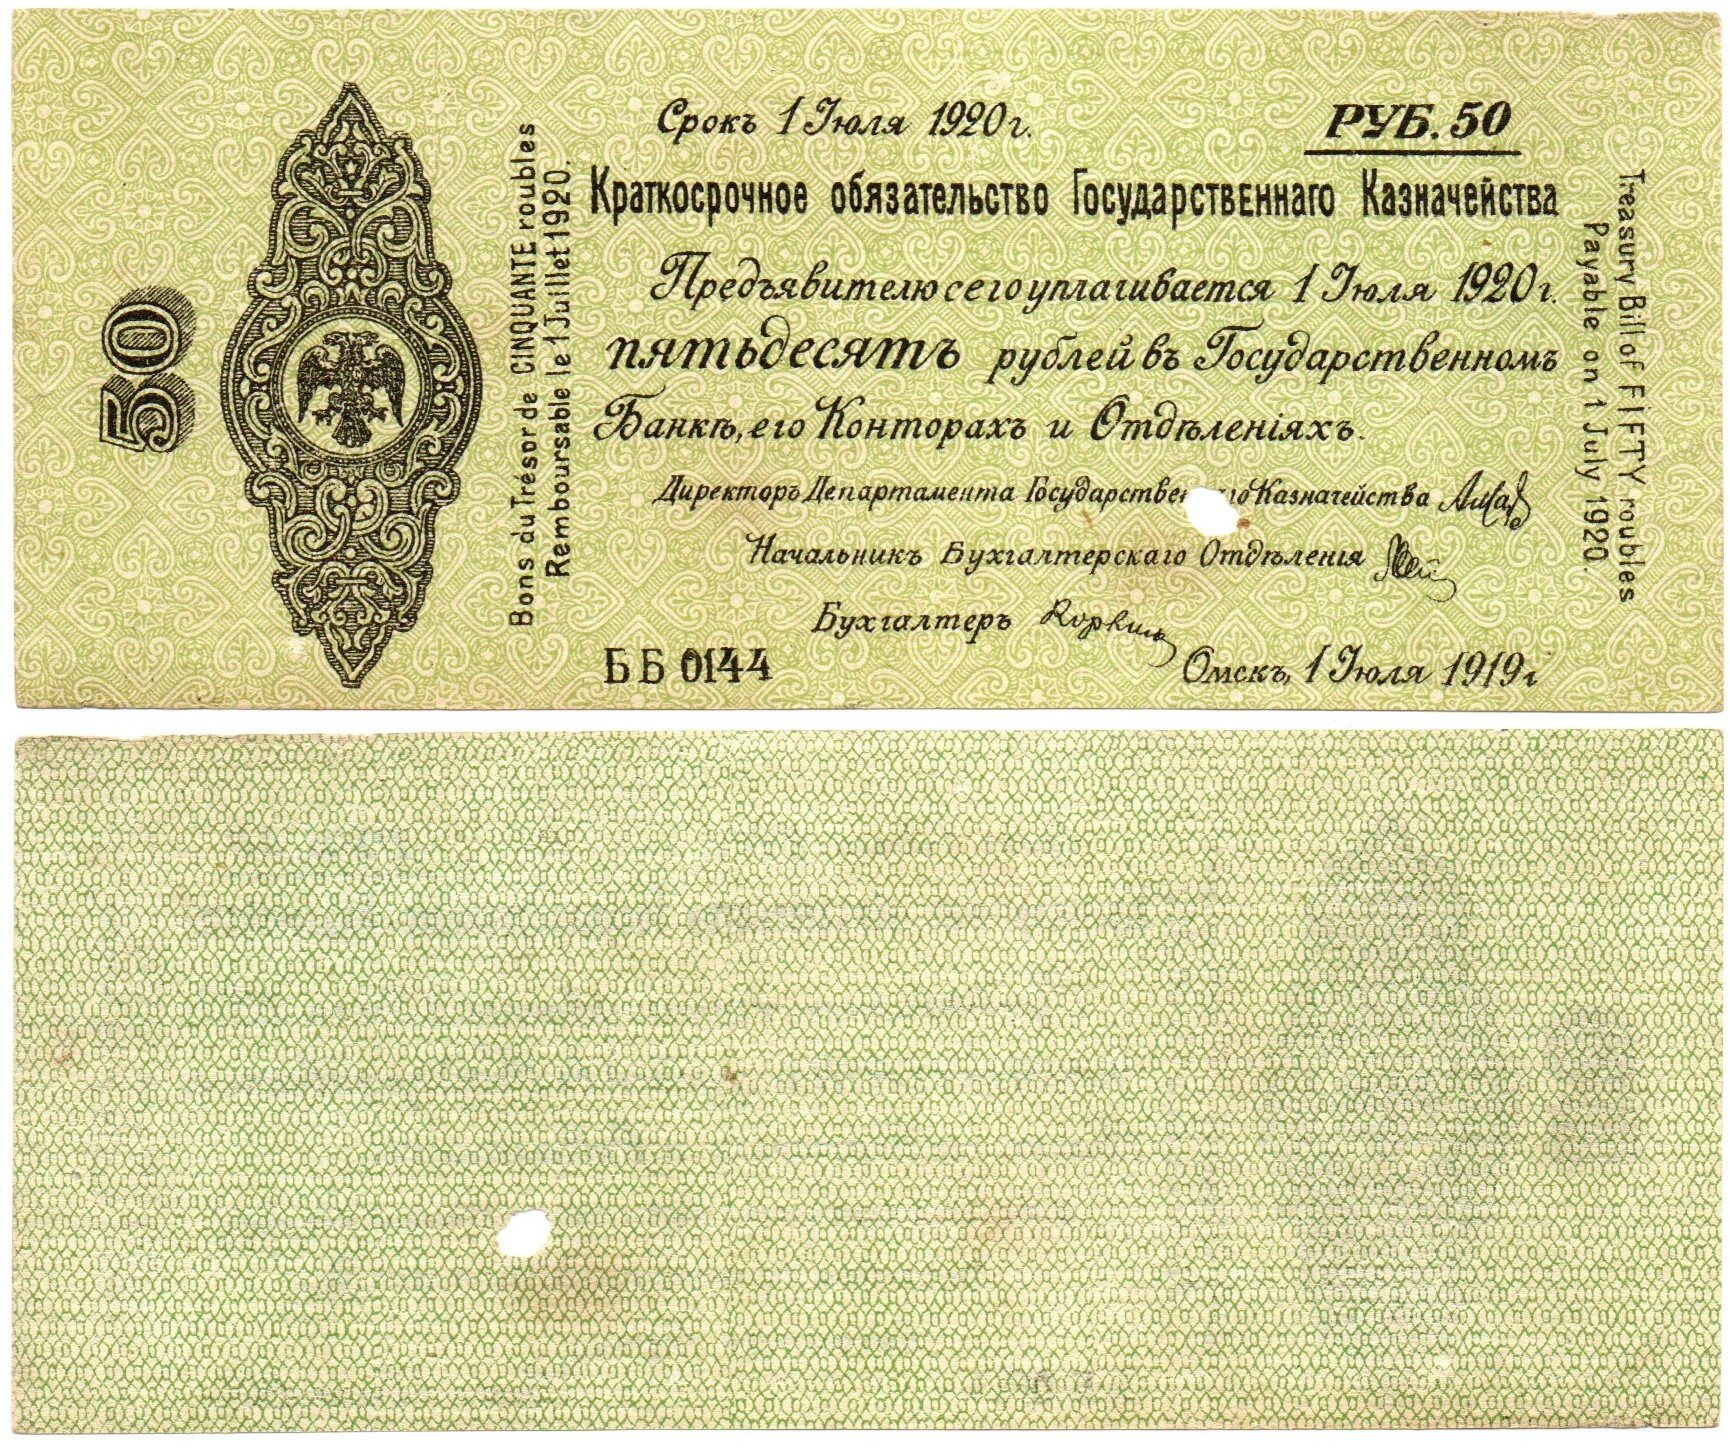 50
Bons du Trésor de CINQUANTE roubles
Remboursable le 1 Juillet 1920.
Срокъ 1 Іюля 1920 г.
РУБ. 50
Краткосрочное обязательство Государственнаго Казначейства
Предъявителю сего уплачивается 1 Іюля 1920 г.
пятьдесятъ рублей въ Государственномъ
Банкѣ, его Конторахъ и Отдѣленіяхъ.
Директоръ Департамента Казначейства
Начальникъ Бухгалтерскаго Отдѣленія
Бухгалтеръ
ББ 0144
Омскъ, 1 Іюля 1919 г
Treasury Bill of FIFTY roubles
Payable on 1 July 1920.